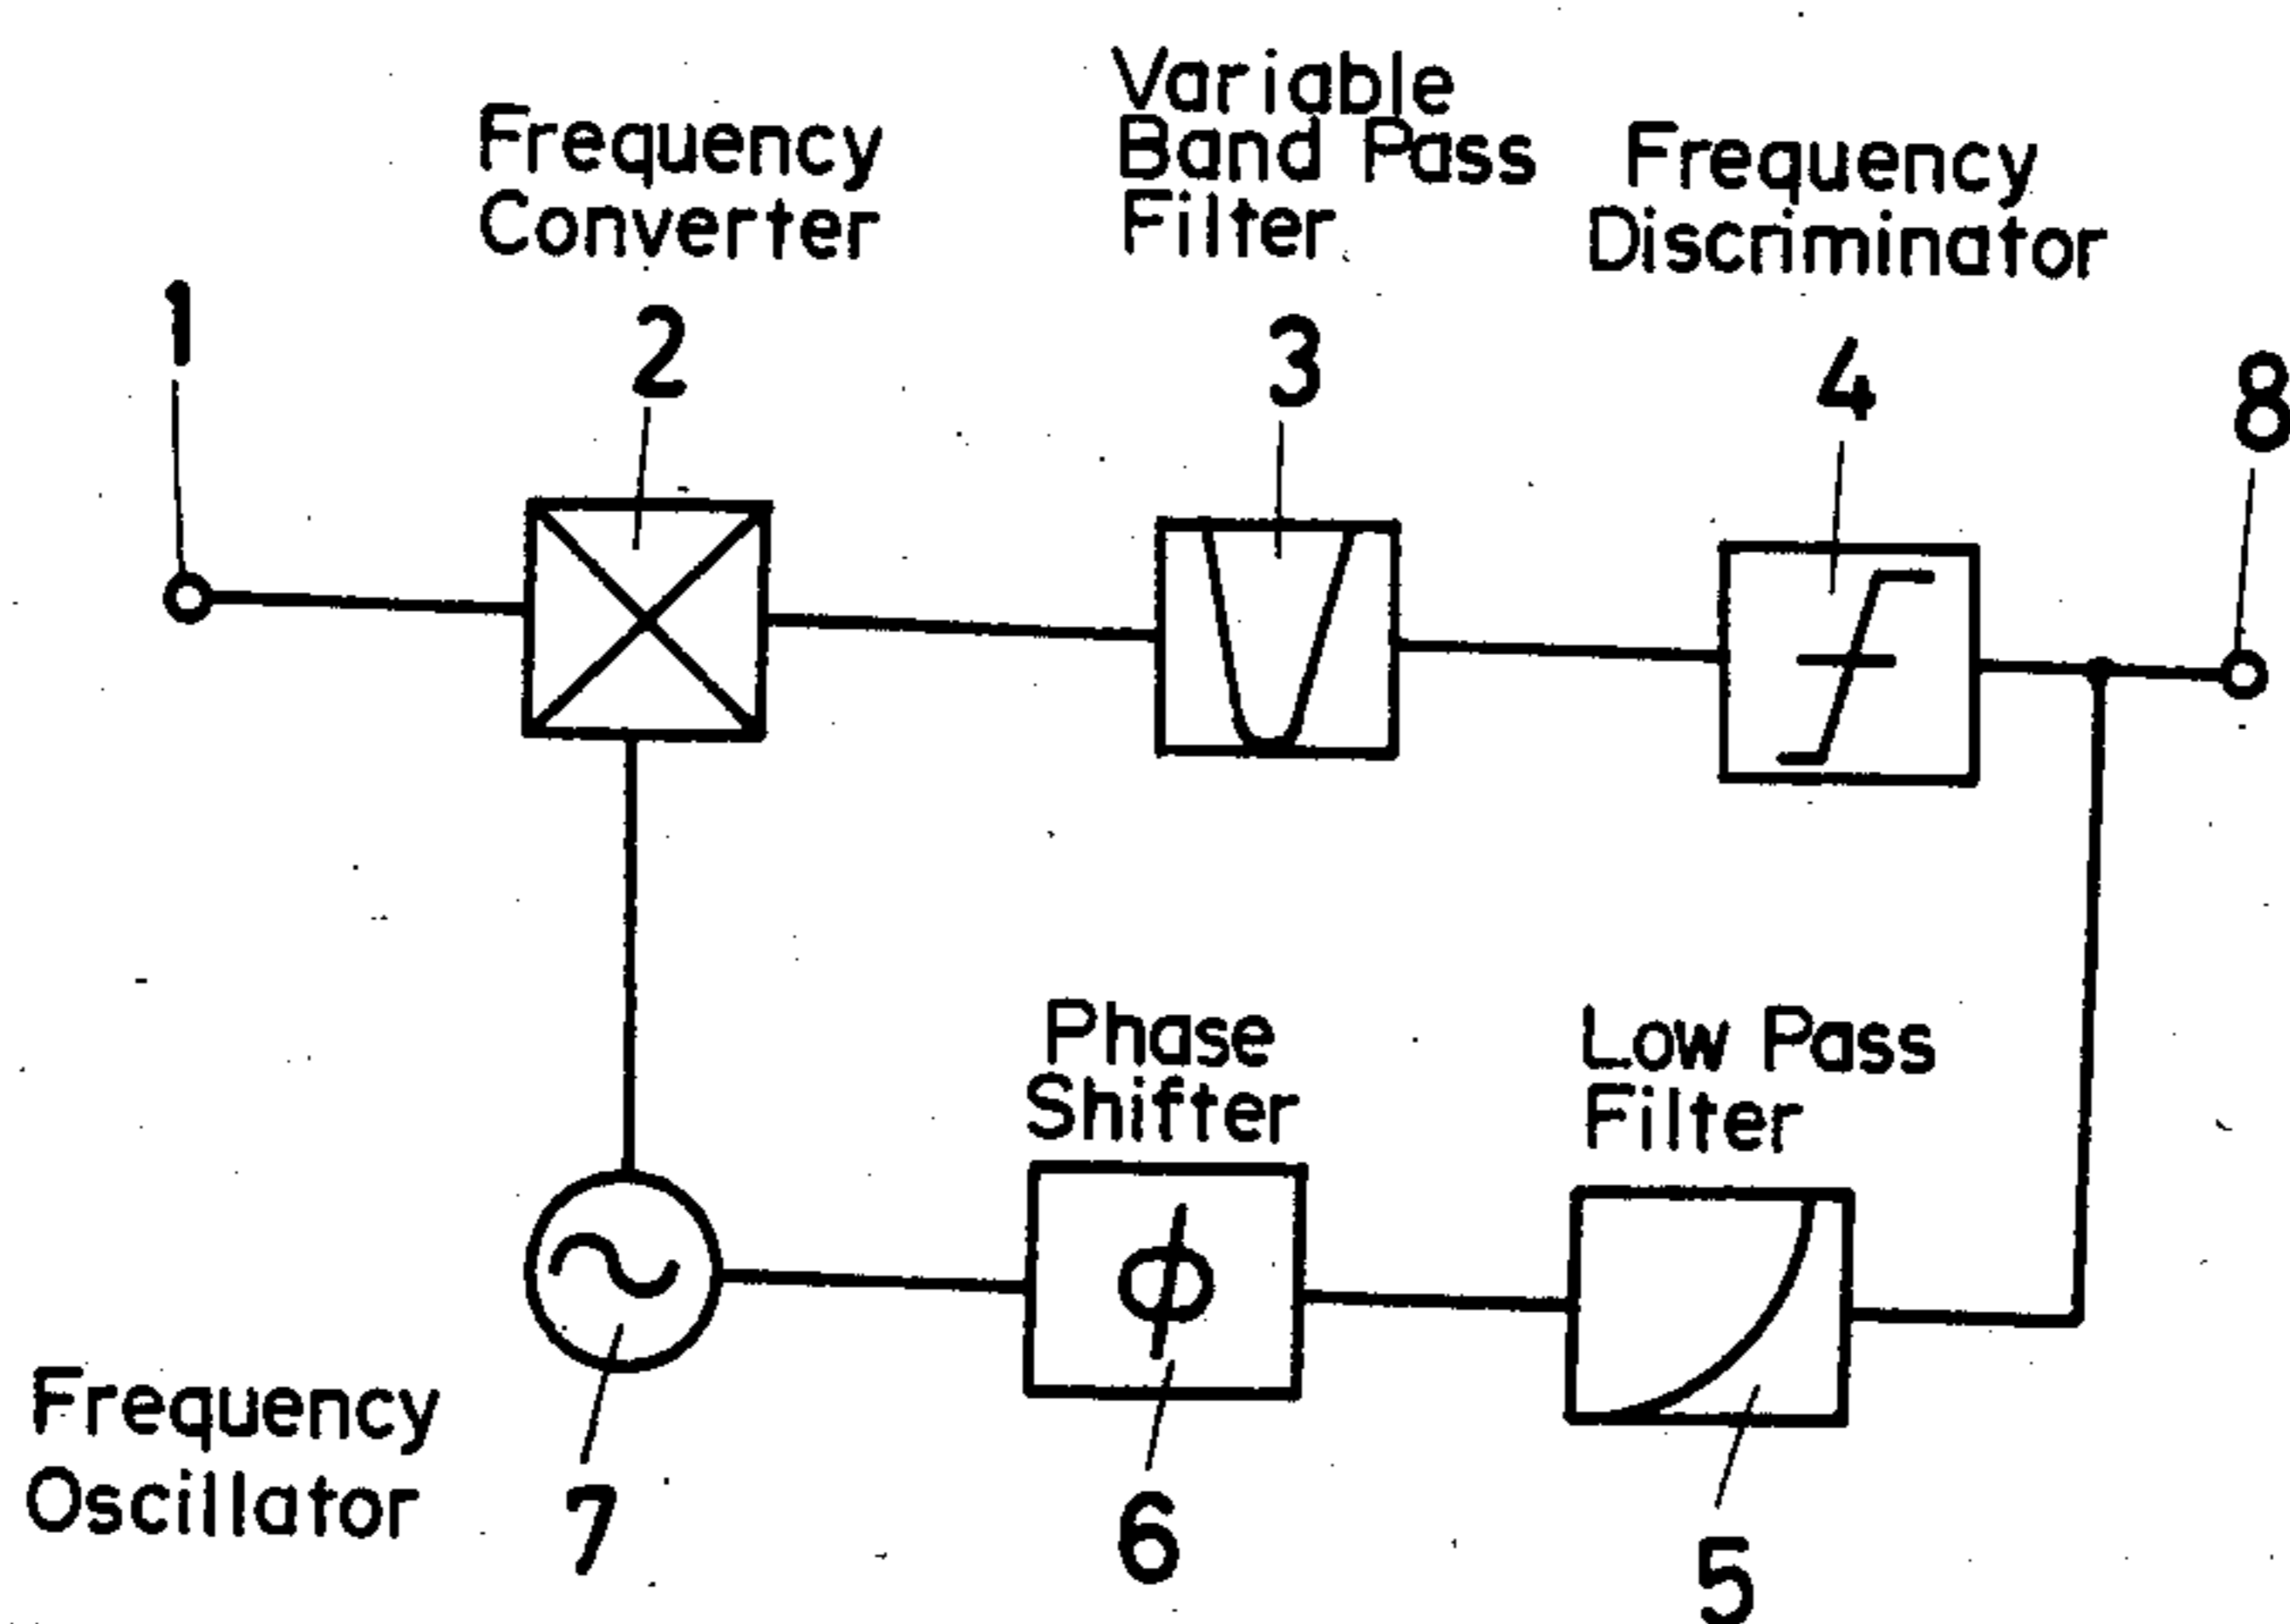 Frequency
Converter
Variable
Band Pass
Filter
Frequency
Discriminator
1
2
3
4
8
Phase
Shifter
Low Pass
Filter
ϕ
Frequency
Oscillator
7
6
5